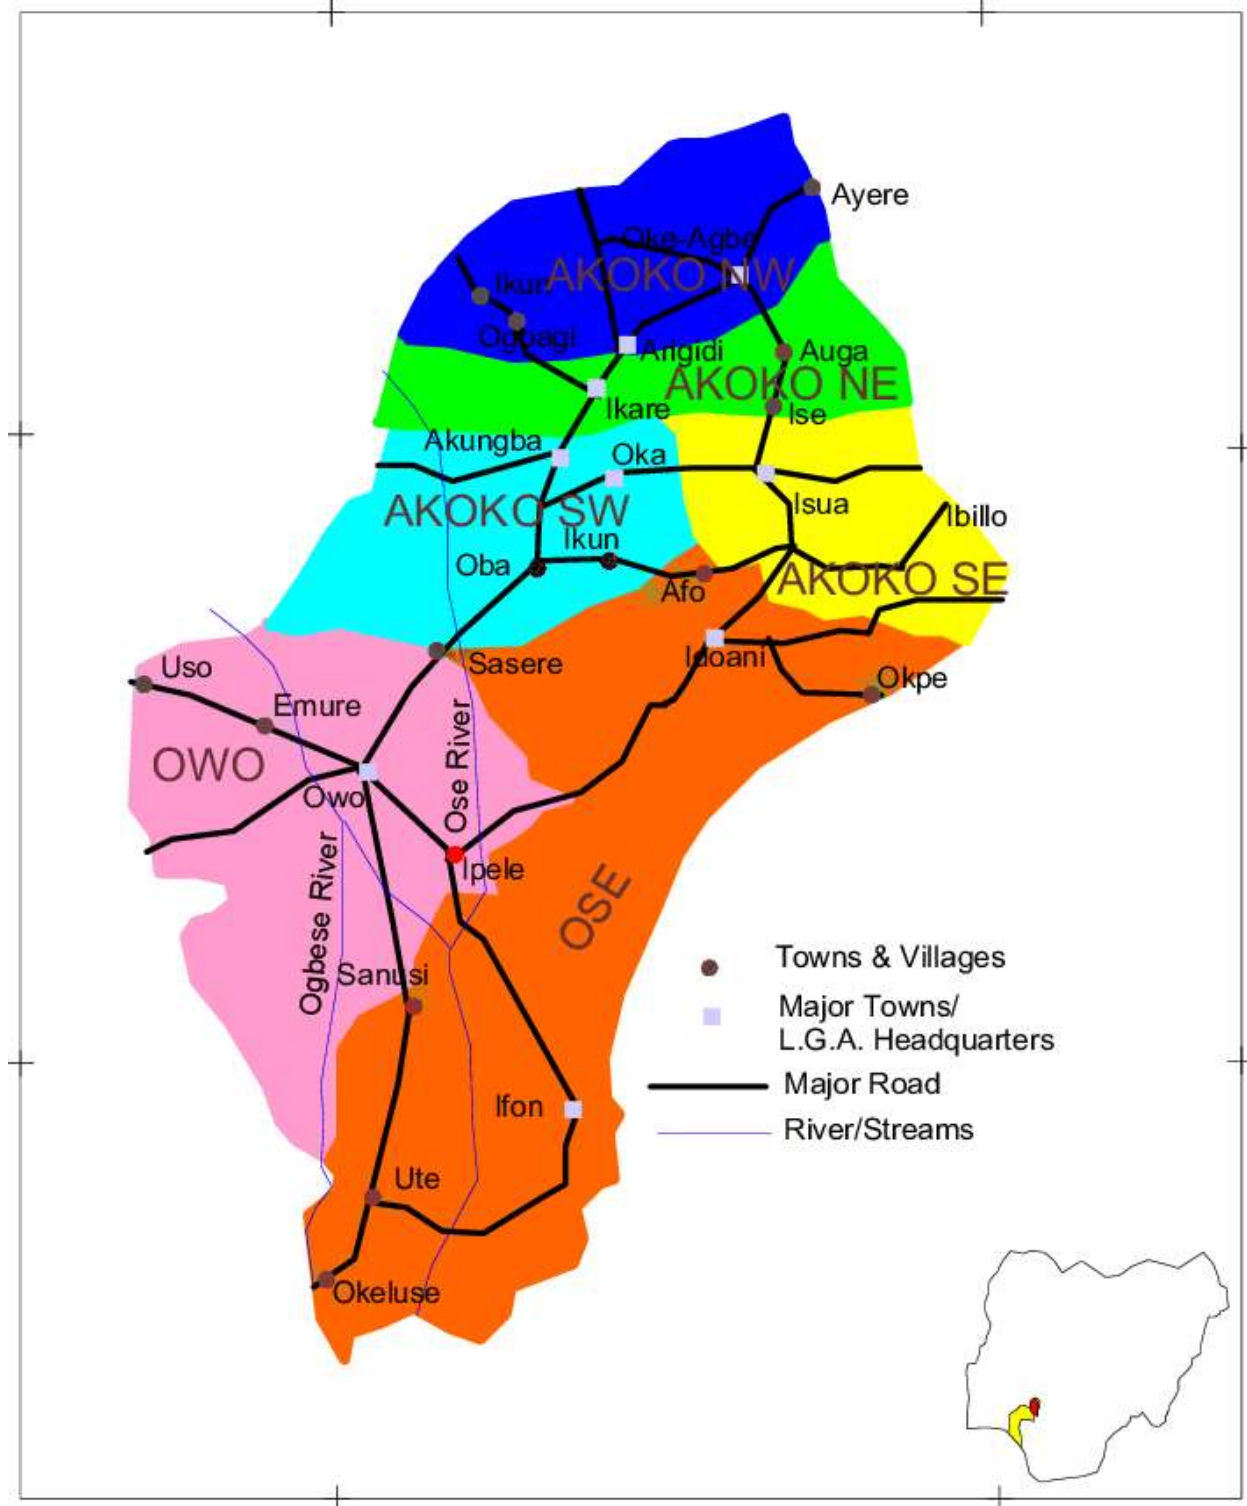 Ayere
Oke-Agbe
AKOKO NW
Ikun
Ogbagi
Arigidi
Auga
AKOKO NE
Ikare
Ise
Akungba
Oka
Isua
AKOKO SW
Ibillo
Ikun
Oba
Afo
AKOKO SE
Sasere
Idoani
Uso
Okpe
Emure
OWO
Owo
Ose River
Ipele
Ogbese River
OSE
Sanusi
Towns & Villages
Major Towns/
L.G.A. Headquarters
Major Road
Ifon
River/Streams
Ute
Okeluse